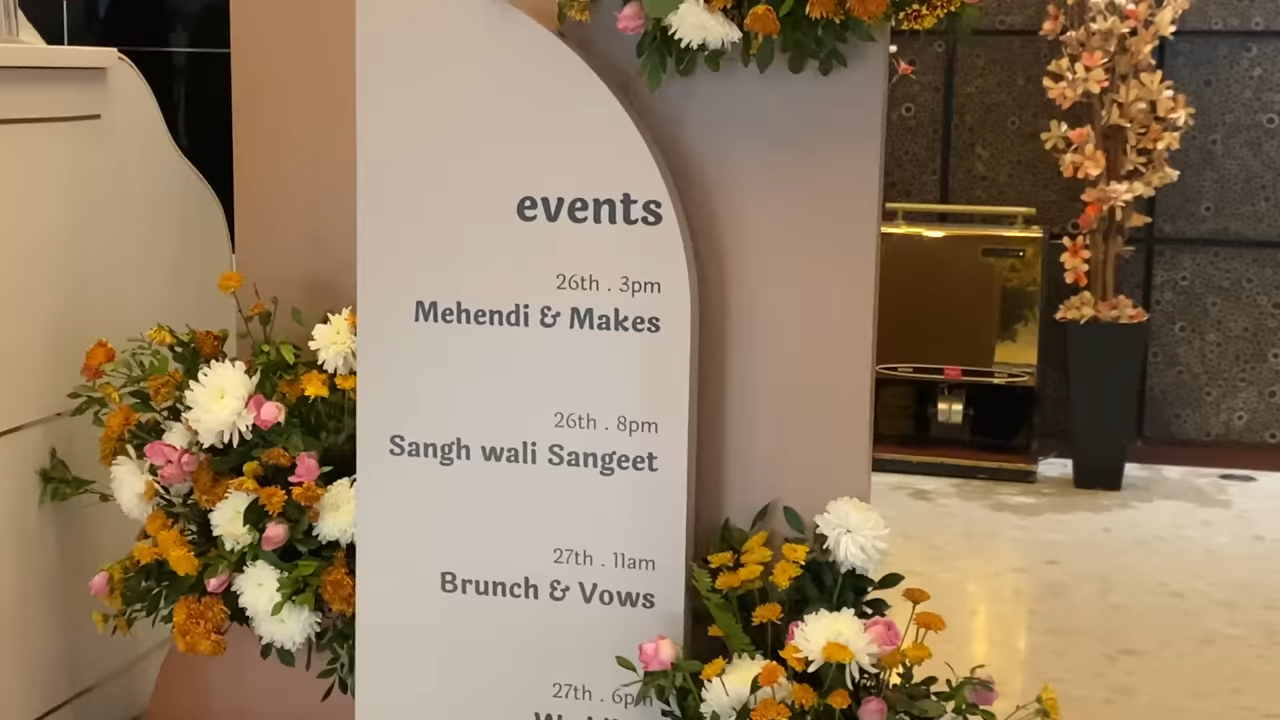 events
26th . 3pm
Mehendi & Makes
26th . 8pm
Sangh wali Sangeet
27th . 11am
Brunch & Vows
27th . 6pm